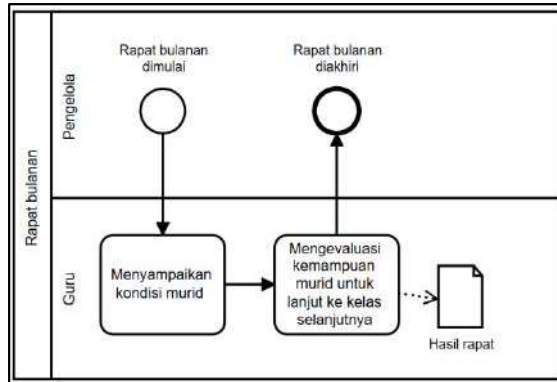 Rapat bulanan
Pengelola
Rapat bulanan
dimulai
Rapat bulanan
diakhiri
Guru
Menyampaikan
kondisi murid
Mengevaluasi
kemampuan
murid untuk
lanjut ke kelas
selanjutnya
Hasil rapat